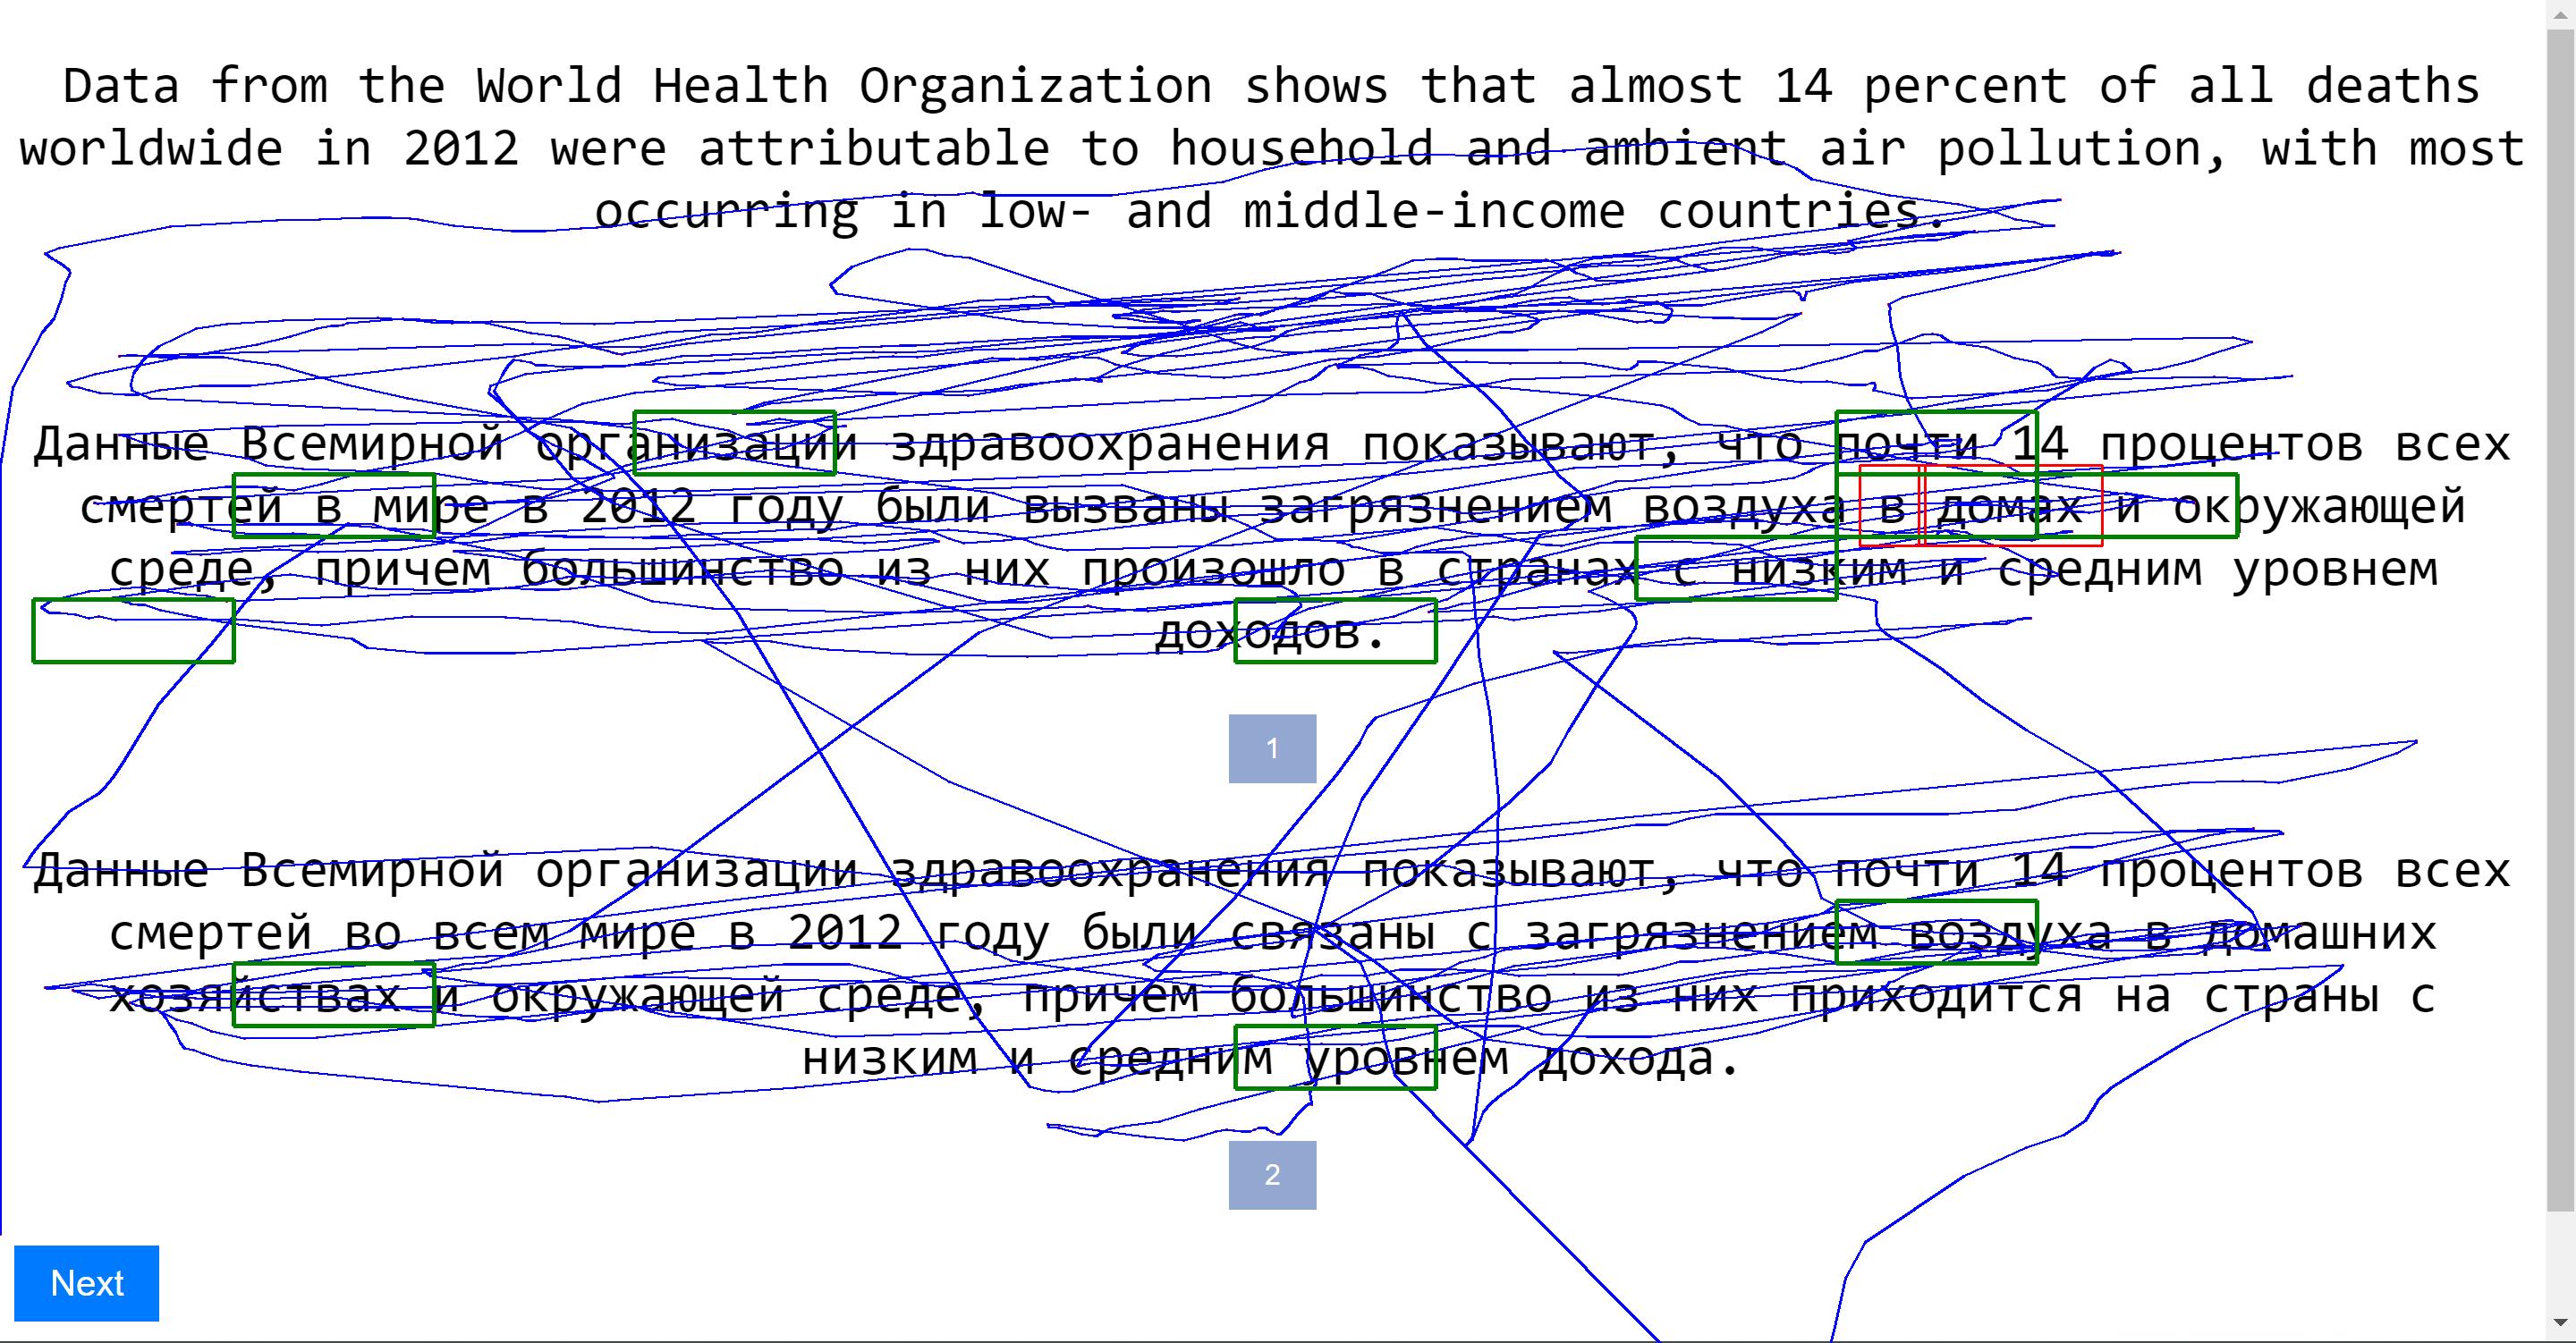 Data from the World Health Organization shows that almost 14 percent of all deaths
worldwide in 2012 were attributable to household and ambient air pollution, with most
occurring in low- and middle-income countries.
Данные Всемирной организации здравоохранения показывают, что почти 14 процентов всех
смертей в мире в 2012 году были вызваны загрязнением воздуха в домах и окружающей
среде, причем большинство из них произошло в странах с низким и средним уровнем
доходов.
1
Данные Всемирной организации здравоохранения показывают, что почти 14 процентов всех
смертей во всем мире в 2012 году были связаны с загрязнением воздуха в домашних
хозяйствах и окружающей среде, причем большинство из них приходится на страны с
низким и средним уровнем дохода.
2
Next